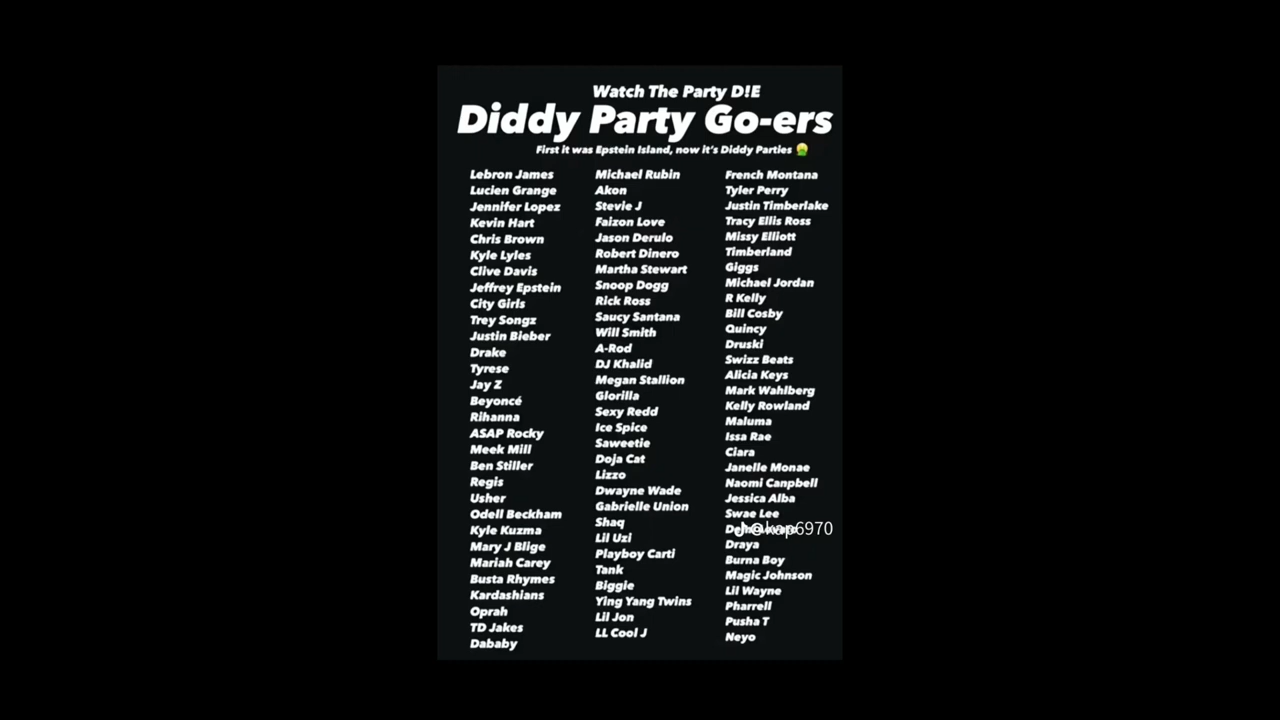 Watch The Party D!E
Diddy Party Go-ers
First it was Epstein Island, now it's Diddy Parties 🤮
Lebron James
Lucien Grange
Jennifer Lopez
Kevin Hart
Chris Brown
Kyle Lyles
Clive Davis
Jeffrey Epstein
City Girls
Trey Songz
Justin Bieber
Drake
Tyrese
Jay Z
Beyoncé
Rihanna
ASAP Rocky
Meek Mill
Ben Stiller
Regis
Usher
Odell Beckham
Kyle Kuzma
Mary J Blige
Mariah Carey
Busta Rhymes
Kardashians
Oprah
TD Jakes
Dababy
Michael Rubin
Akon
Stevie J
Faizon Love
Jason Derulo
Robert Dinero
Martha Stewart
Snoop Dogg
Rick Ross
Saucy Santana
Will Smith
A-Rod
DJ Khalid
Megan Stallion
Glorilla
Sexy Redd
Ice Spice
Saweetie
Doja Cat
Lizzo
Dwayne Wade
Gabrielle Union
Shaq
Lil Uzi
Playboy Carti
Tank
Biggie
Ying Yang Twins
Lil Jon
LL Cool J
French Montana
Tyler Perry
Justin Timberlake
Tracy Ellis Ross
Missy Elliott
Timberland
Giggs
Michael Jordan
R Kelly
Bill Cosby
Quincy
Druski
Swizz Beats
Alicia Keys
Mark Wahlberg
Kelly Rowland
Maluma
Issa Rae
Ciara
Janelle Monae
Naomi Canpbell
Jessica Alba
Swae Lee
@kap6970
Draya
Burna Boy
Magic Johnson
Lil Wayne
Pharrell
Pusha T
Neyo